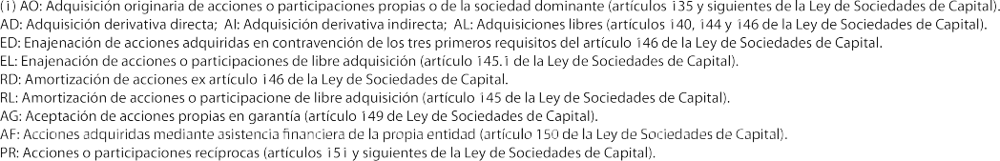 (1) AO: Adquisición originaria de acciones o participaciones propias o de la sociedad dominante (artículos 135 y siguientes de la Ley de Sociedades de Capital).
AD: Adquisición derivativa directa; AI: Adquisición derivativa indirecta; AL: Adquisiciones libres (artículos 140, 144 y 146 de la Ley de Sociedades de Capital).
ED: Enajenación de acciones adquiridas en contravención de los tres primeros requisitos del artículo 146 de la Ley de Sociedades de Capital.
EL: Enajenación de acciones o participaciones de libre adquisición (artículo 145.1 de la Ley de Sociedades de Capital).
RD: Amortización de acciones ex artículo 146 de la Ley de Sociedades de Capital.
RL: Amortización de acciones o participacione de libre adquisición (artículo 145 de la Ley de Sociedades de Capital).
AG: Aceptación de acciones propias en garantía (artículo 149 de Ley de Sociedades de Capital).
AF: Acciones adquiridas mediante asistencia financiera de la propia entidad (artículo 150 de la Ley de Sociedades de Capital).
PR: Acciones o participaciones recíprocas (artículos 151 y siguientes de la Ley de Sociedades de Capital).